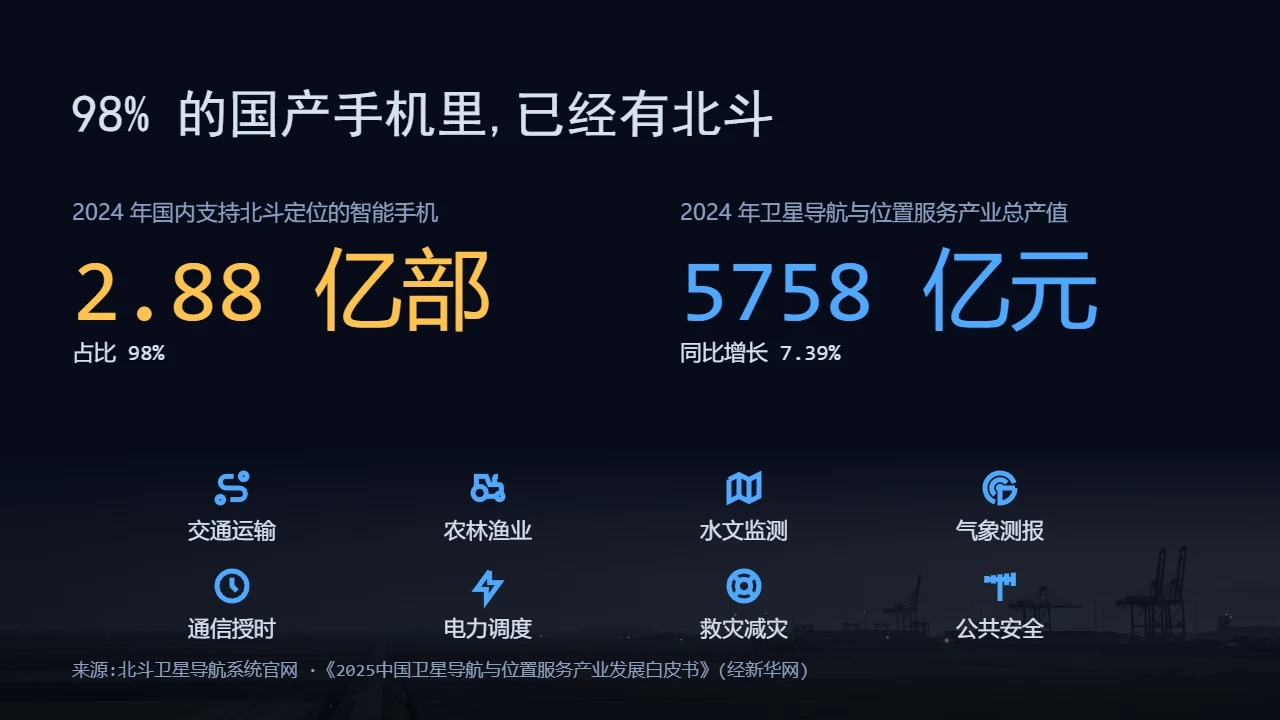 98% 的国产手机里,已经有北斗
2024 年国内支持北斗定位的智能手机
2.88 亿部
占比 98%
2024 年卫星导航与位置服务产业总产值
5758 亿元
同比增长 7.39%
交通运输
农林渔业
水文监测
气象测报
通信授时
电力调度
救灾减灾
公共安全
来源:北斗卫星导航系统官网 ·《2025中国卫星导航与位置服务产业发展白皮书》(经新华网)